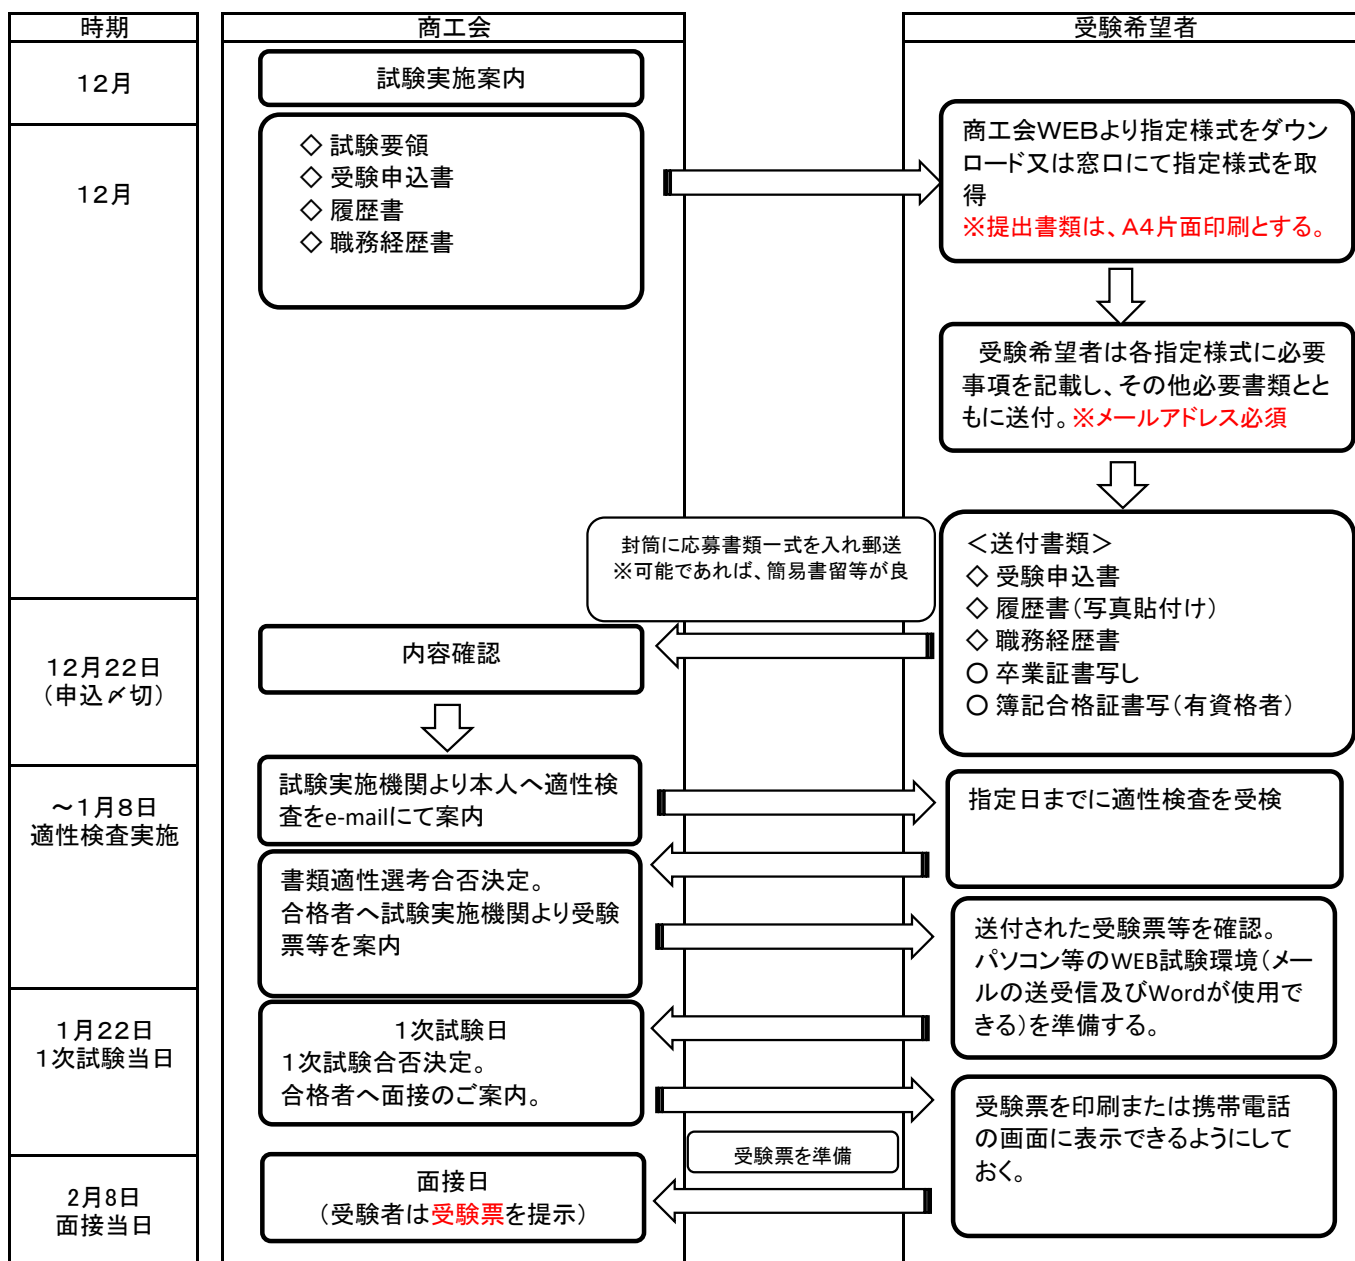 時期
商工会
受験希望者
12月
試験実施案内
12月
◇ 試験要領
◇ 受験申込書
◇ 履歴書
◇ 職務経歴書
商工会WEBより指定様式をダウン
ロード又は窓口にて指定様式を取
得
※提出書類は、A4片面印刷とする。
受験希望者は各指定様式に必要
事項を記載し、その他必要書類とと
もに送付。※メールアドレス必須
封筒に応募書類一式を入れ郵送
※可能であれば、簡易書留等が良
＜送付書類＞
◇ 受験申込書
◇ 履歴書（写真貼付け）
◇ 職務経歴書
○ 卒業証書写し
○ 簿記合格証書写（有資格者）
12月22日
（申込〆切）
内容確認
～1月8日
適性検査実施
試験実施機関より本人へ適性検
査をe-mailにて案内
指定日までに適性検査を受検
書類適性選考合否決定。
合格者へ試験実施機関より受験
票等を案内
送付された受験票等を確認。
パソコン等のWEB試験環境（メー
ルの送受信及びWordが使用で
きる）を準備する。
1月22日
1次試験当日
1次試験日
1次試験合否決定。
合格者へ面接のご案内。
受験票を印刷または携帯電話
の画面に表示できるようにして
おく。
受験票を準備
2月8日
面接当日
面接日
（受験者は受験票を提示）